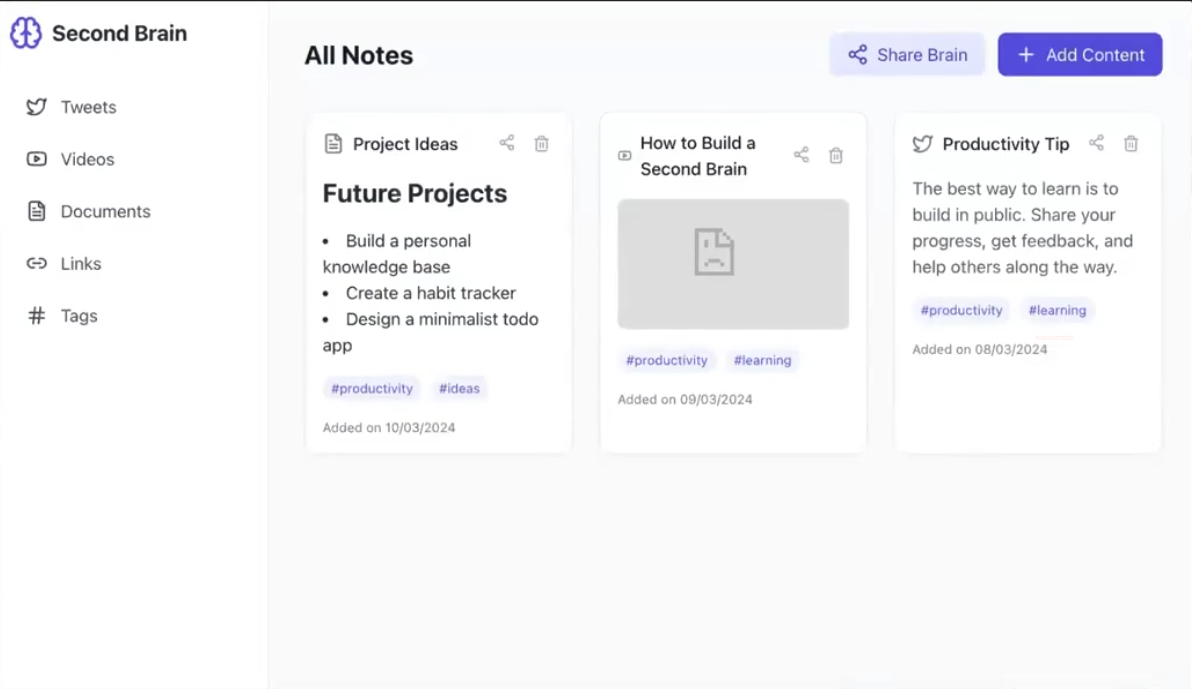 Second Brain
Tweets
Videos
Documents
Links
Tags
All Notes
Share Brain
+ Add Content
Project Ideas
Future Projects
• Build a personal
knowledge base
• Create a habit tracker
• Design a minimalist todo
app
#productivity #ideas
Added on 10/03/2024
How to Build a
Second Brain
#productivity #learning
Added on 09/03/2024
Productivity Tip
The best way to learn is to
build in public. Share your
progress, get feedback, and
help others along the way.
#productivity #learning
Added on 08/03/2024